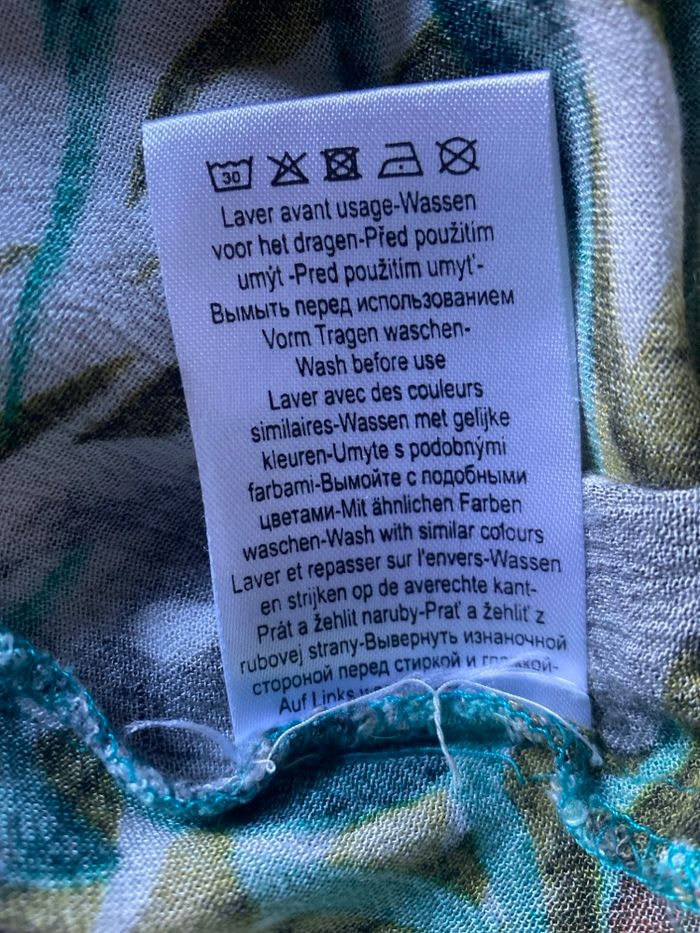 30
Laver avant usage-Wassen
voor het dragen-Před použitím
umýt -Pred použitím umyť-
Вымыть перед использованием
Vorm Tragen waschen-
Wash before use
Laver avec des couleurs
similaires-Wassen met gelijke
kleuren-Umyte s podobnými
farbami-Вымойте с подобными
цветами-Mit ähnlichen Farben
waschen-Wash with similar colours
Laver et repasser sur l'envers-Wassen
en strijken op de averechte kant-
Prát a žehlit naruby-Prať a žehliť z
rubovej strany-Вывернуть изнаночной
стороной перед стиркой и
Auf Links